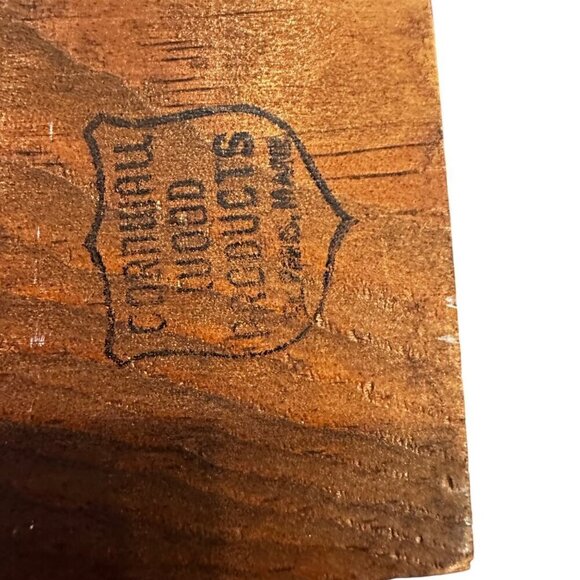 CORNWALL
WOOD
PRODUCTS
PARIS, MAINE